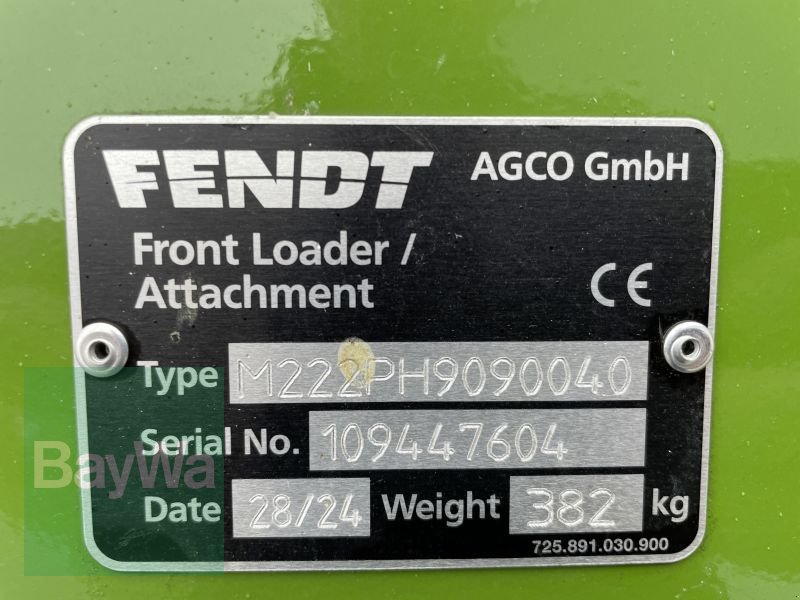 FENDT AGCO GmbH
Front Loader /
Attachment CE
Type M222PH9090040
Serial No. 109447604
BayWa
Date 28/24 Weight 382 kg
725.891.030.900